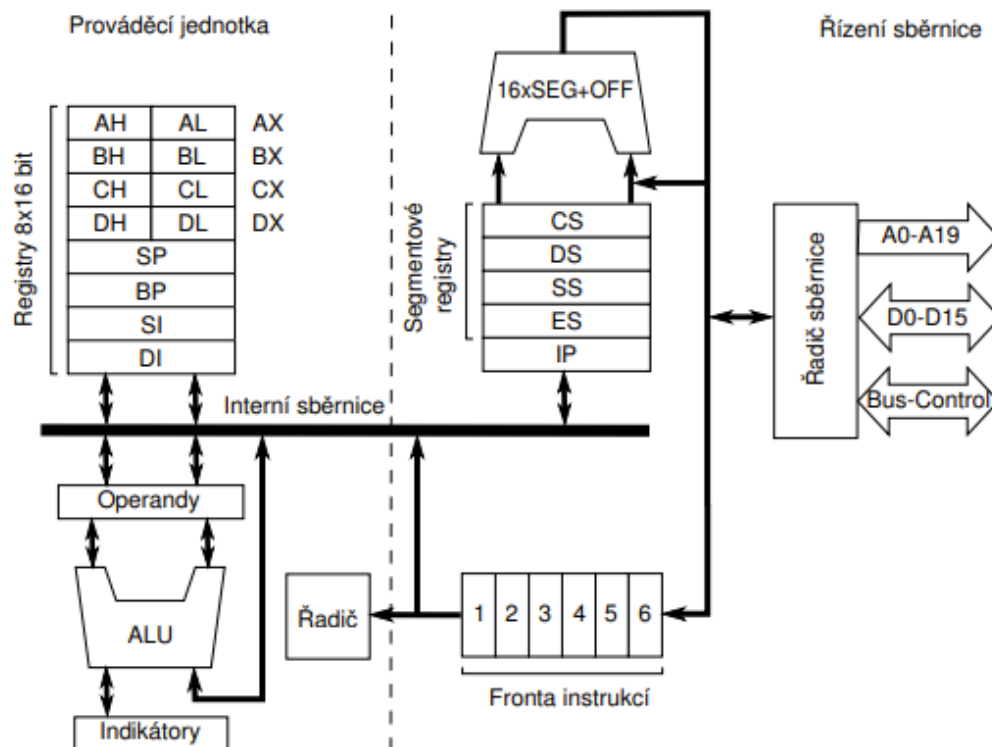 Prováděcí jednotka
Řízení sběrnice
16xSEG+OFF
Registry 8x16 bit
AH AL AX
BH BL BX
CH CL CX
DH DL DX
SP
BP
SI
DI
Segmentové
registry
CS
DS
SS
ES
IP
Řadič sběrnice
A0-A19
D0-D15
Bus-Control
Interní sběrnice
Operandy
ALU
Indikátory
Řadič
1 2 3 4 5 6
Fronta instrukcí